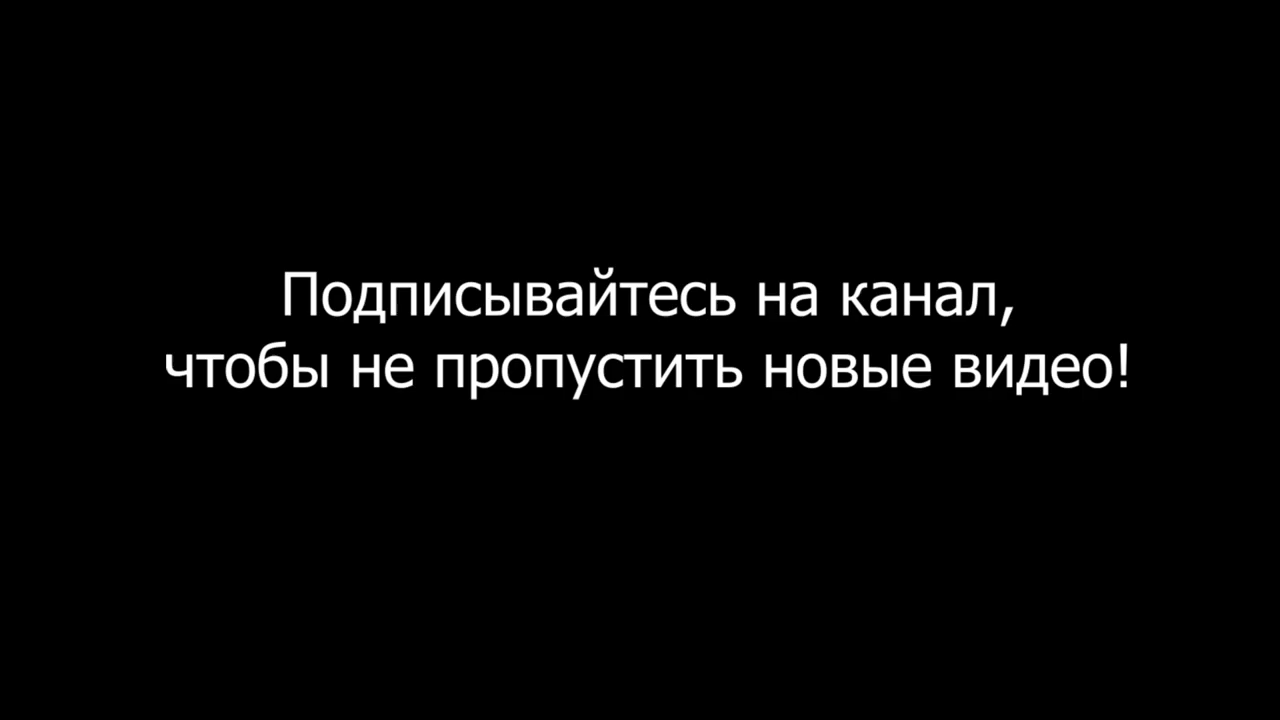 Подписывайтесь на канал,
чтобы не пропустить новые видео!